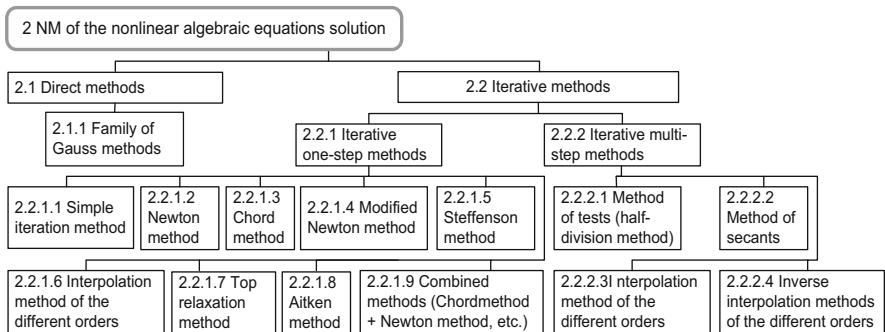 2 NM of the nonlinear algebraic equations solution
2.1 Direct methods
2.2 Iterative methods
2.1.1 Family of
Gauss methods
2.2.1 Iterative
one-step methods
2.2.2 Iterative multi-
step methods
2.2.1.1 Simple
iteration method
2.2.1.2
Newton
method
2.2.1.3
Chord
method
2.2.1.4 Modified
Newton method
2.2.1.5
Steffenson
method
2.2.2.1 Method
of tests (half-
division method)
2.2.2.2
Method of
secants
2.2.1.6 Interpolation
method of the
different orders
2.2.1.7 Top
relaxation
method
2.2.1.8
Aitken
method
2.2.1.9 Combined
methods (Chordmethod
+ Newton method, etc.)
2.2.2.3I nterpolation
method of the
different orders
2.2.2.4 Inverse
interpolation methods
of the different orders